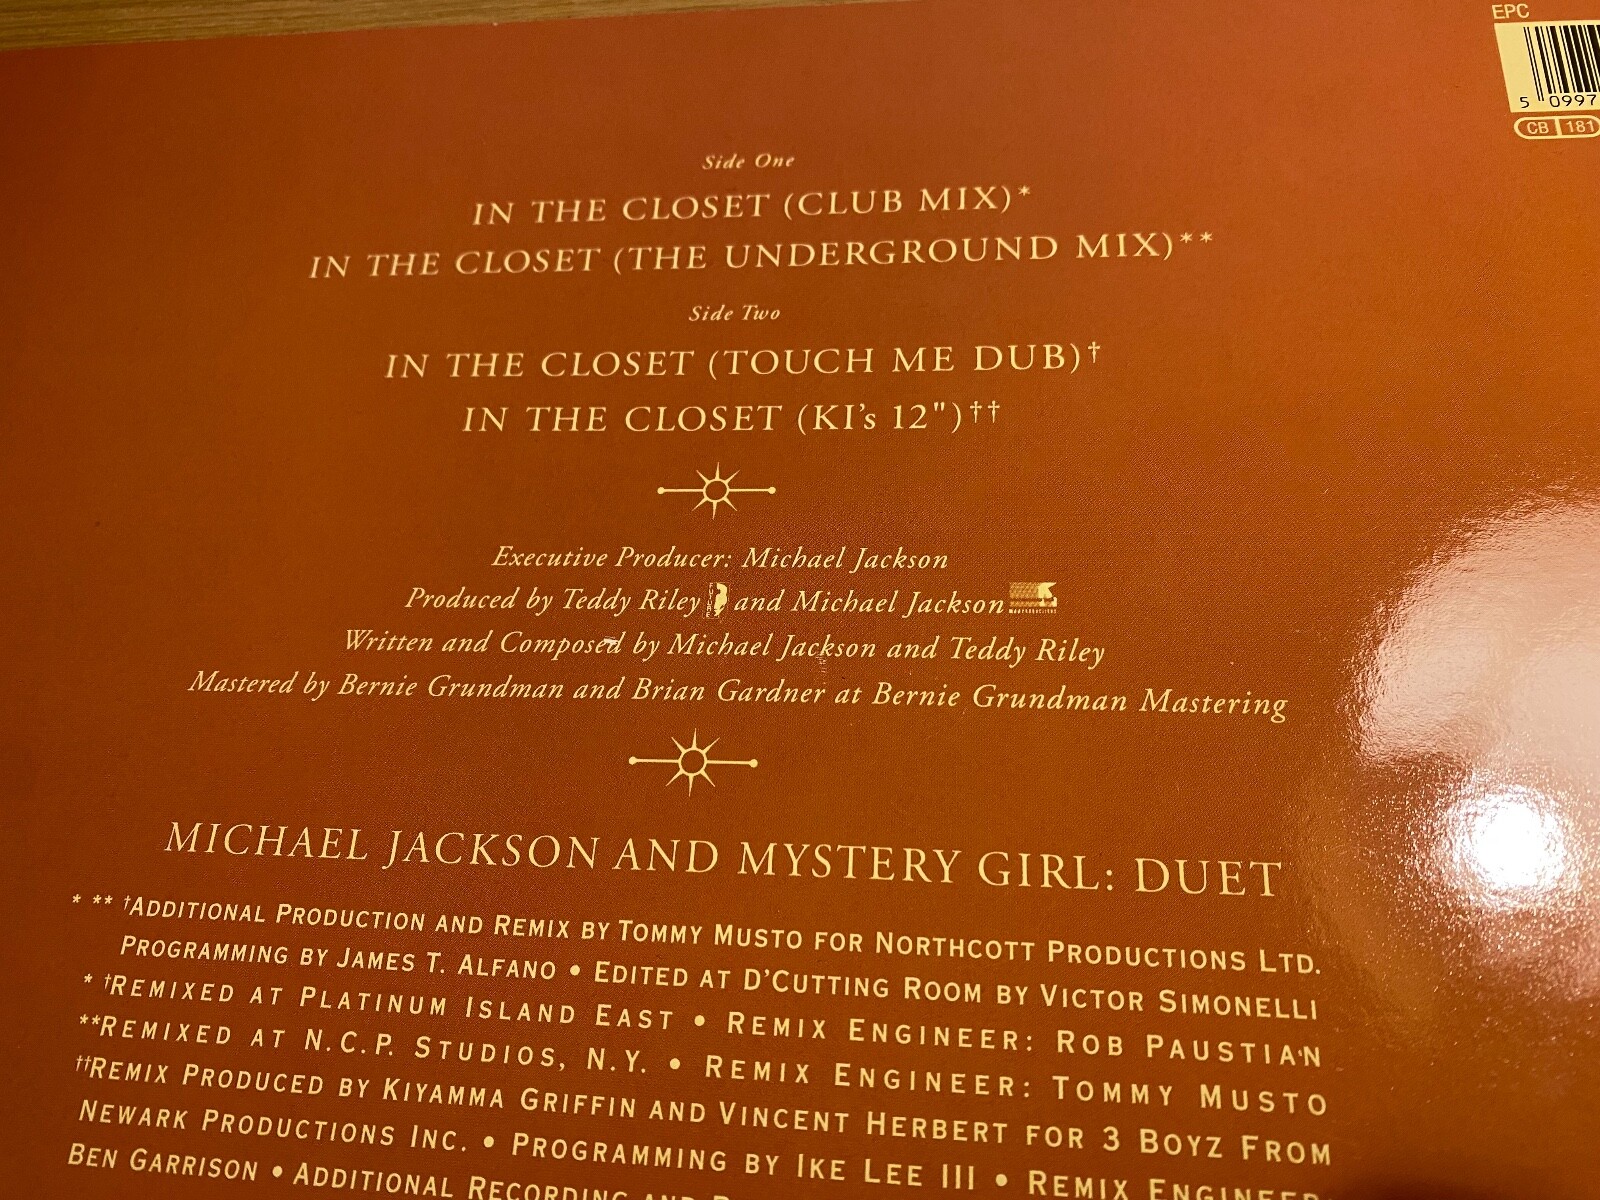 EPC
5 0997
CB 181
Side One
IN THE CLOSET (CLUB MIX)*
IN THE CLOSET (THE UNDERGROUND MIX)**
Side Two
IN THE CLOSET (TOUCH ME DUB)†
IN THE CLOSET (KI's 12")††
Executive Producer: Michael Jackson
Produced by Teddy Riley and Michael Jackson
Written and Composed by Michael Jackson and Teddy Riley
Mastered by Bernie Grundman and Brian Gardner at Bernie Grundman Mastering
MICHAEL JACKSON AND MYSTERY GIRL: DUET
* ** †ADDITIONAL PRODUCTION AND REMIX BY TOMMY MUSTO FOR NORTHCOTT PRODUCTIONS LTD.
PROGRAMMING BY JAMES T. ALFANO • EDITED AT D'CUTTING ROOM BY VICTOR SIMONELLI
* †REMIXED AT PLATINUM ISLAND EAST • REMIX ENGINEER: ROB PAUSTIAN
**REMIXED AT N.C.P. STUDIOS, N.Y. • REMIX ENGINEER: TOMMY MUSTO
††REMIX PRODUCED BY KIYAMMA GRIFFIN AND VINCENT HERBERT FOR 3 BOYZ FROM
NEWARK PRODUCTIONS INC. • PROGRAMMING BY IKE LEE III • REMIX ENGINEER:
BEN GARRISON • ADDITIONAL RECORDING AND